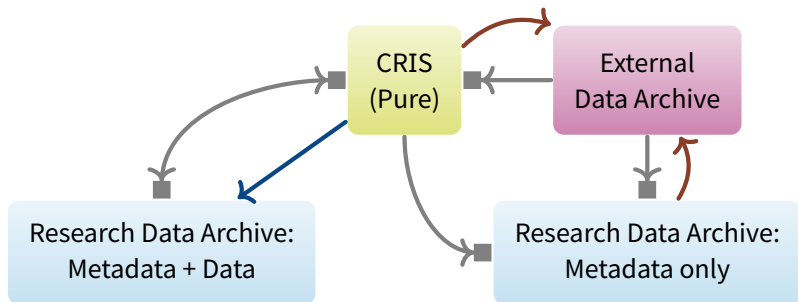 CRIS
(Pure)
External
Data Archive
Research Data Archive:
Metadata + Data
Research Data Archive:
Metadata only